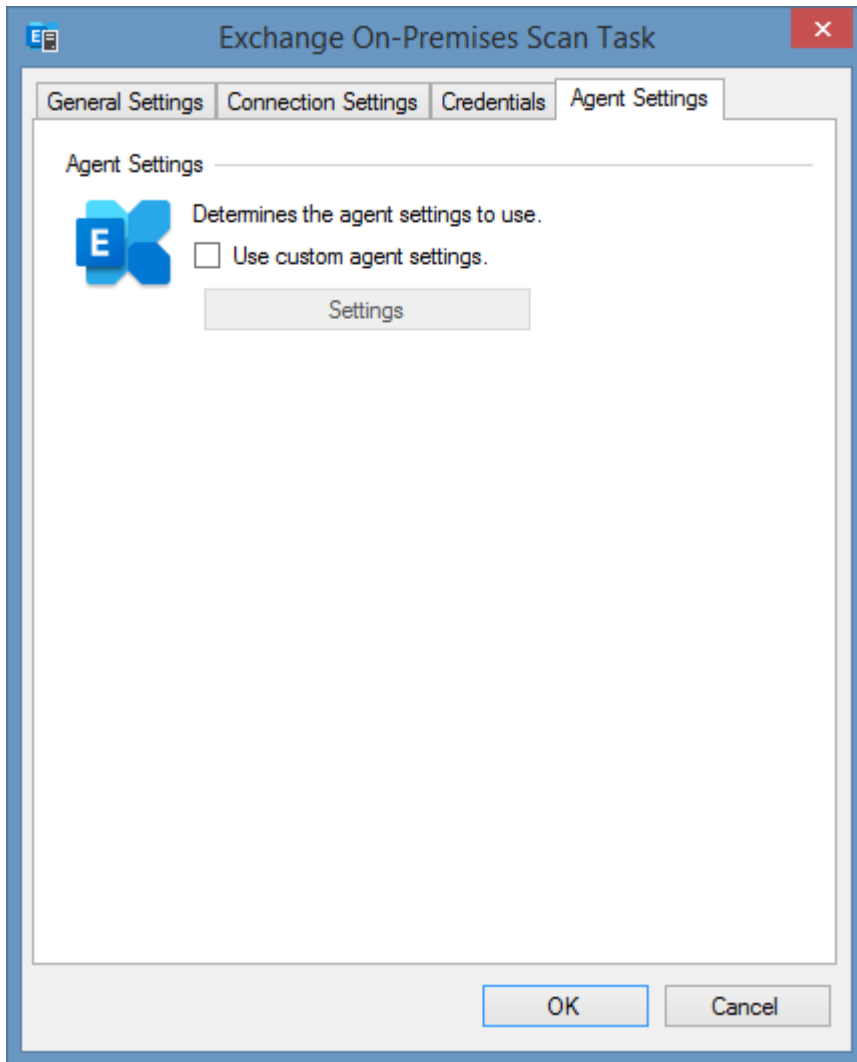 E
Exchange On-Premises Scan Task
General Settings Connection Settings Credentials Agent Settings
Agent Settings
E
Determines the agent settings to use.
Use custom agent settings.
Settings
OK Cancel